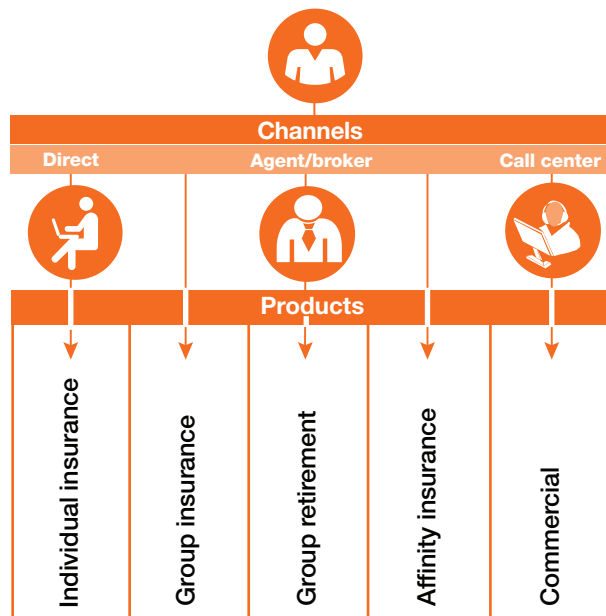 Channels
Direct Agent/broker Call center
Products
Individual insurance
Group insurance
Group retirement
Affinity insurance
Commercial